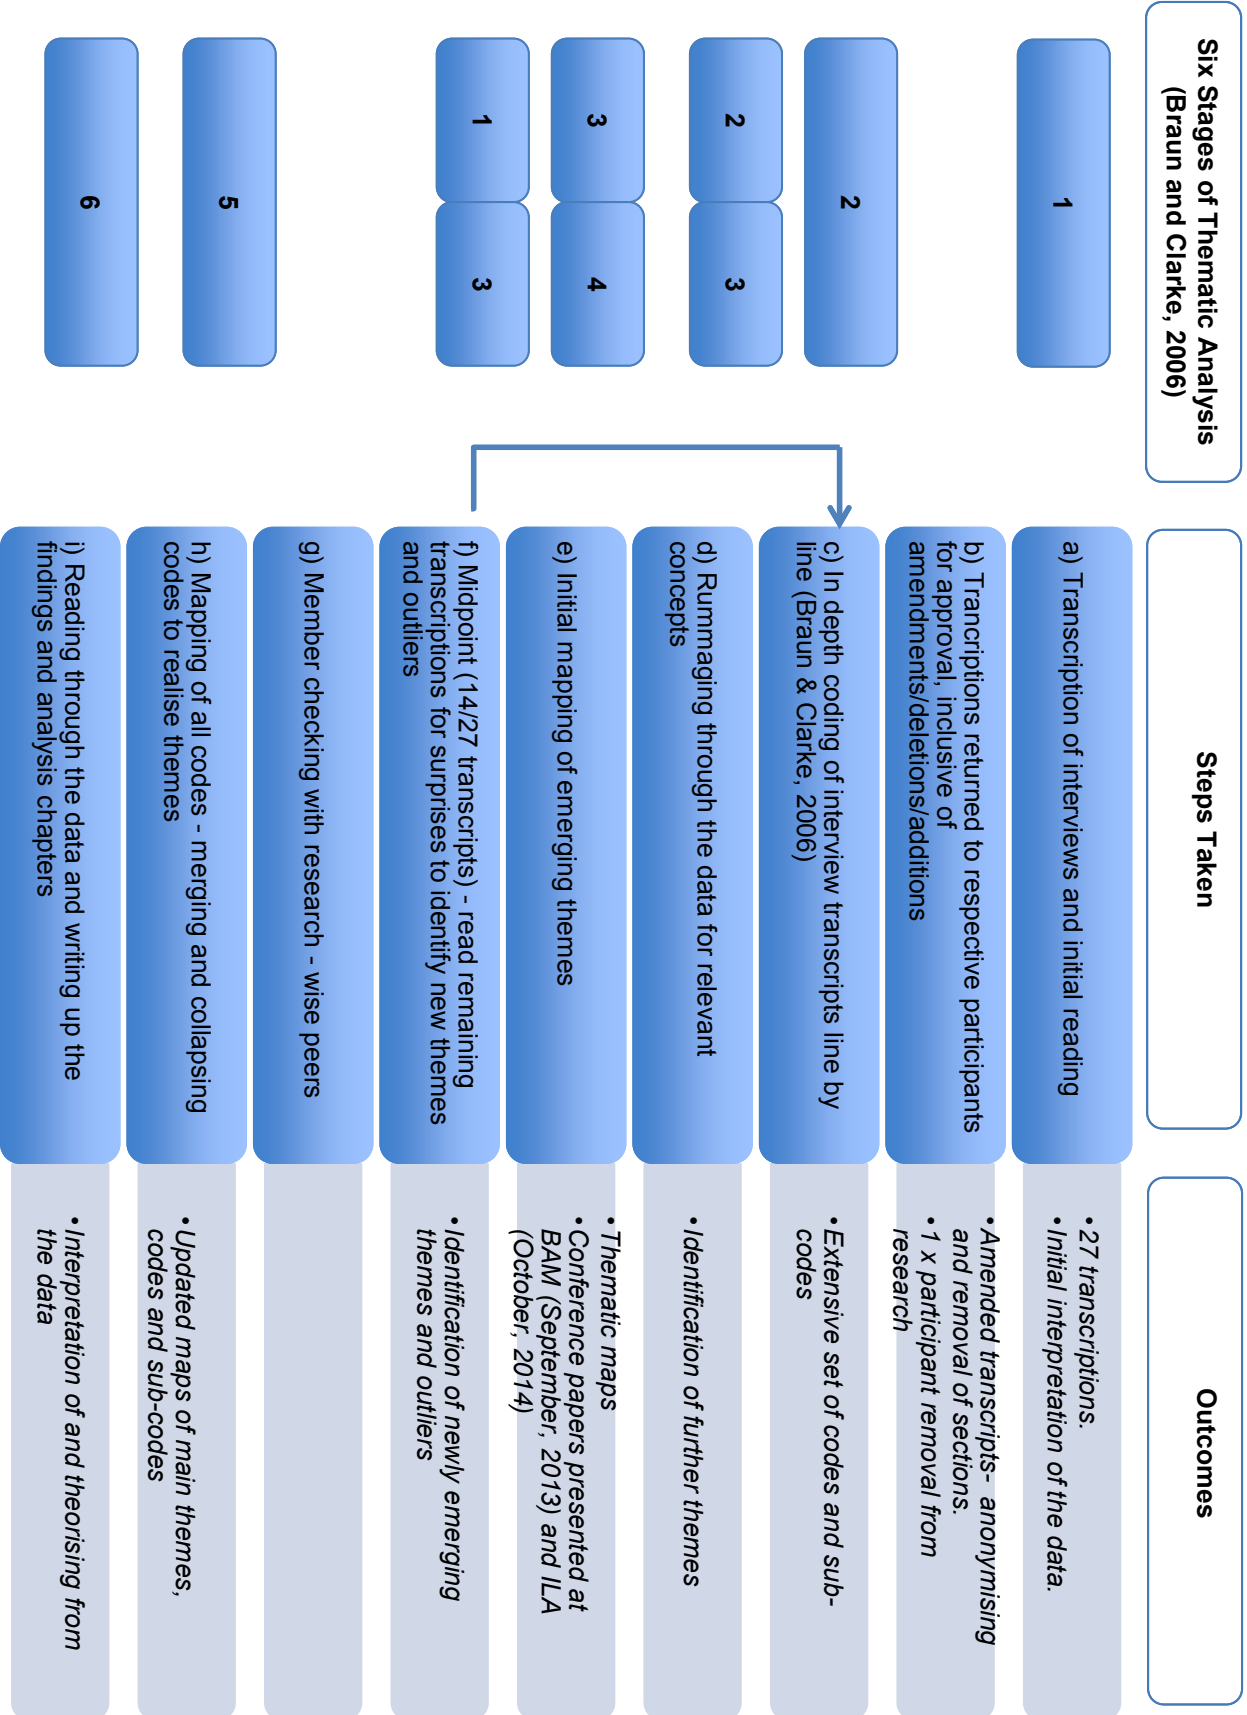 Six Stages of Thematic Analysis
(Braun and Clarke, 2006)
Steps Taken
Outcomes
1
a) Transcription of interviews and initial reading
•27 transcriptions.
•Initial interpretation of the data.
b) Trancriptions returned to respective participants
for approval, inclusive of
amendments/deletions/additions
•Amended transcripts- anonymising
and removal of sections.
•1 x participant removal from
research
2
c) In depth coding of interview transcripts line by
line (Braun & Clarke, 2006)
•Extensive set of codes and sub-
codes
2
3
d) Rummaging through the data for relevant
concepts
•Identification of further themes
3
4
e) Initial mapping of emerging themes
•Thematic maps
•Conference papers presented at
BAM (September, 2013) and ILA
(October, 2014)
1
3
f) Midpoint (14/27 transcripts) - read remaining
transcriptions for surprises to identify new themes
and outliers
•Identification of newly emerging
themes and outliers
g) Member checking with research - wise peers
5
h) Mapping of all codes - merging and collapsing
codes to realise themes
•Updated maps of main themes,
codes and sub-codes
6
i) Reading through the data and writing up the
findings and analysis chapters
•Interpretation of and theorising from
the data